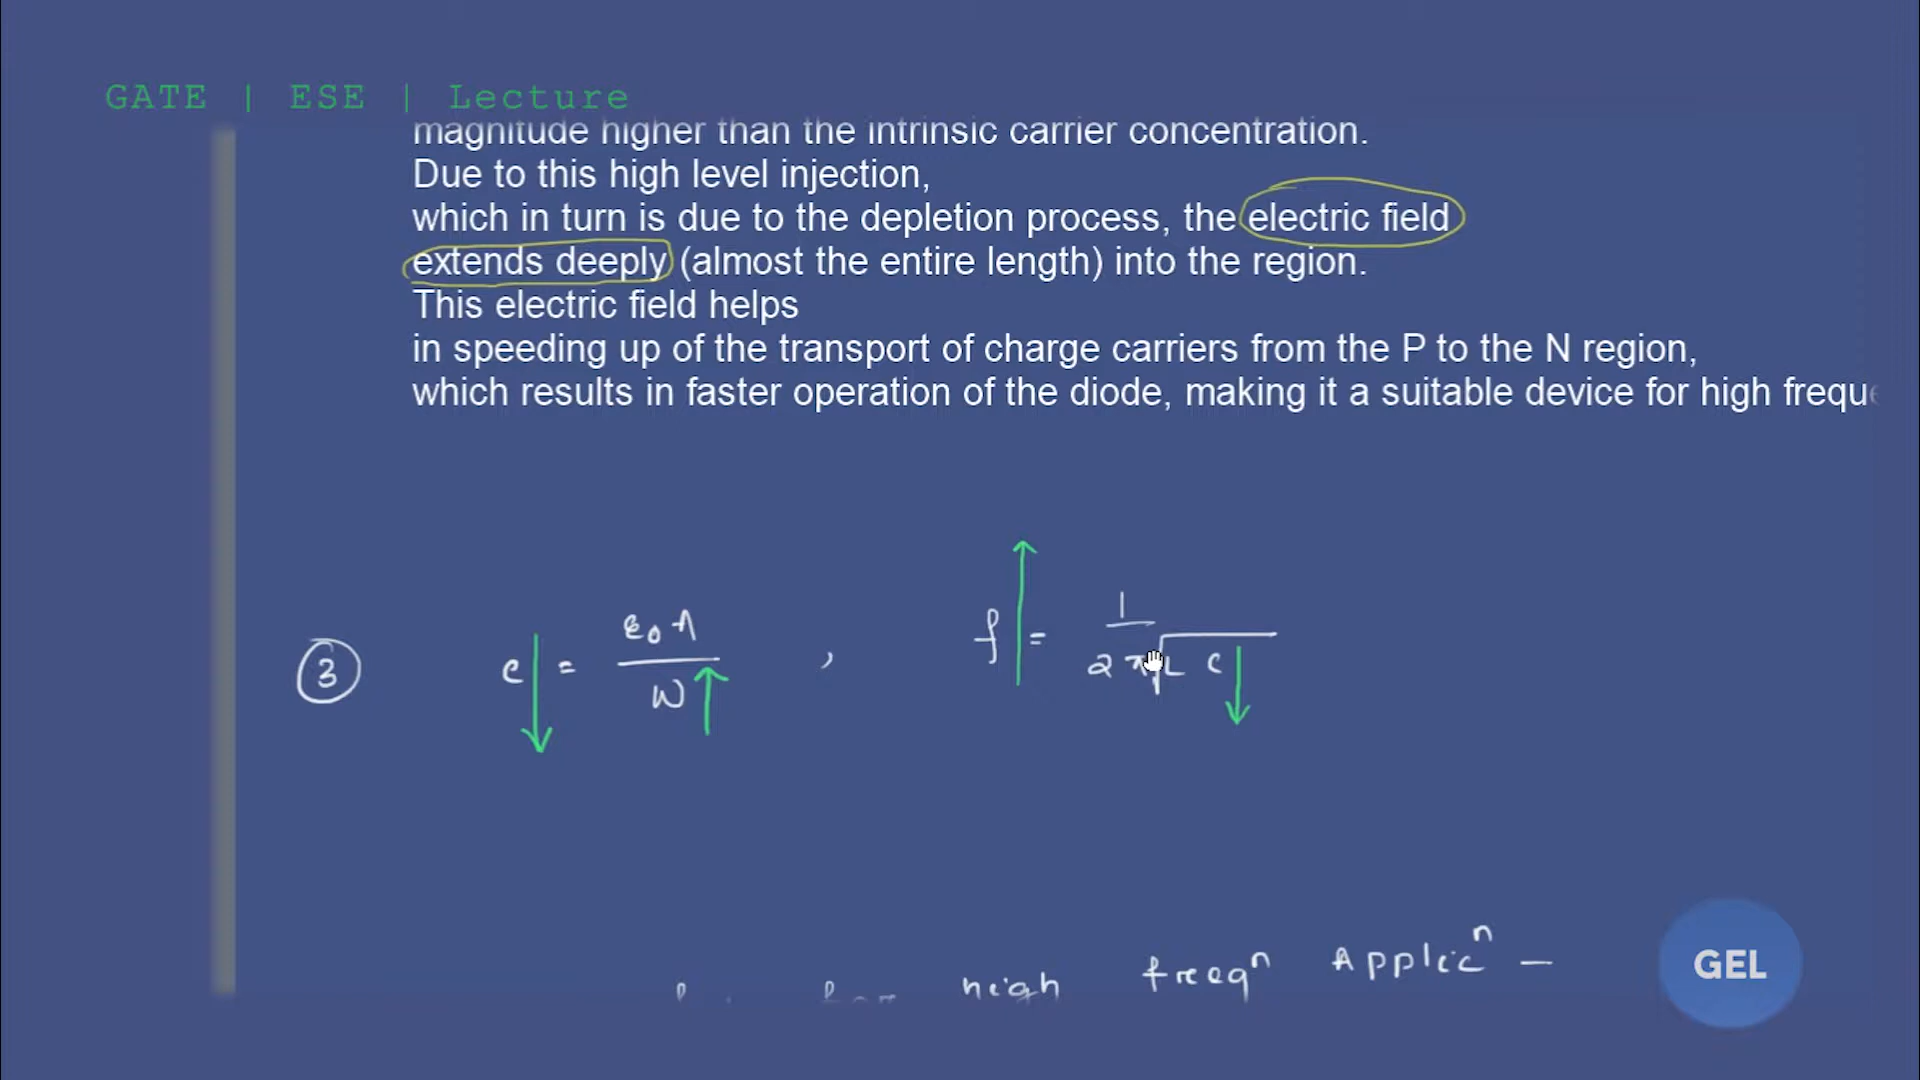 GATE | ESE | Lecture
magnitude higher than the intrinsic carrier concentration.
Due to this high level injection,
which in turn is due to the depletion process, the electric field
extends deeply (almost the entire length) into the region.
This electric field helps
in speeding up of the transport of charge carriers from the P to the N region,
which results in faster operation of the diode, making it a suitable device for high freque
③ C↓ = ε₀A / W↑ , f↑ = 1 / 2π√LC↓
high freqⁿ Applicⁿ —
GEL